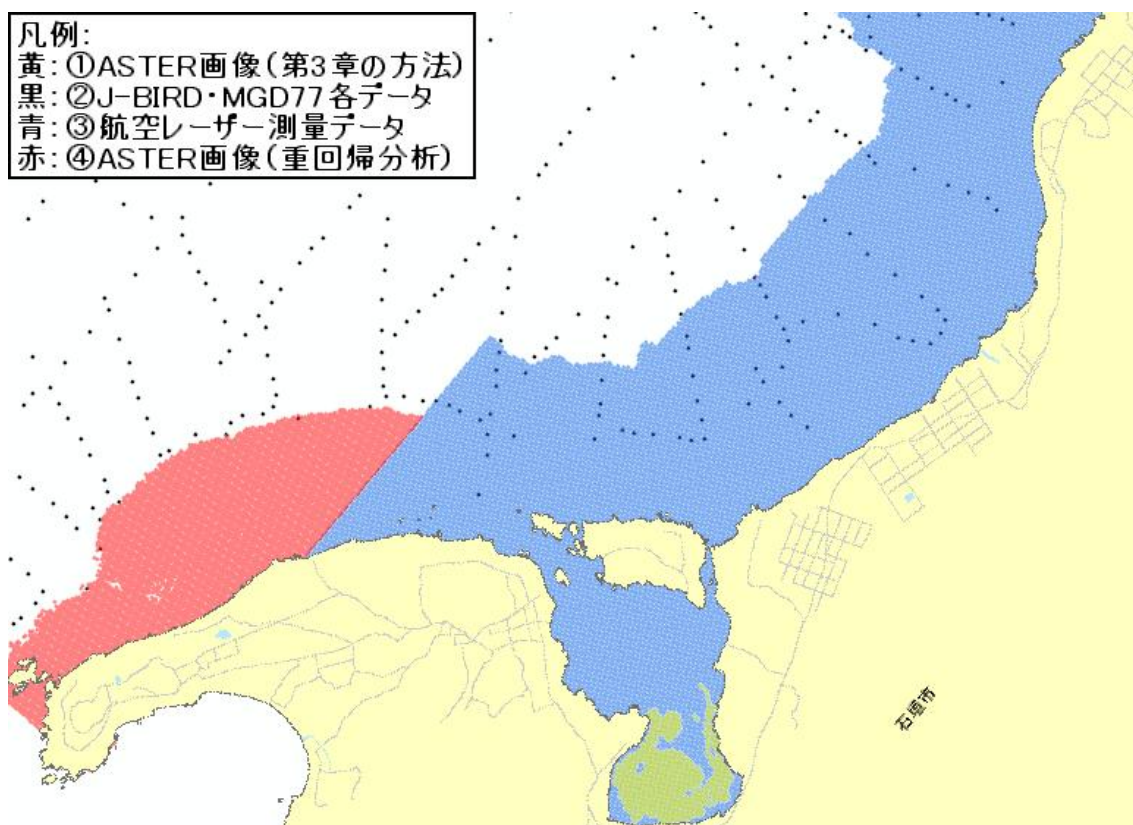 凡例:
黄:①ASTER画像(第3章の方法)
黒:②J-BIRD・MGD77各データ
青:③航空レーザー測量データ
赤:④ASTER画像(重回帰分析)
石垣市